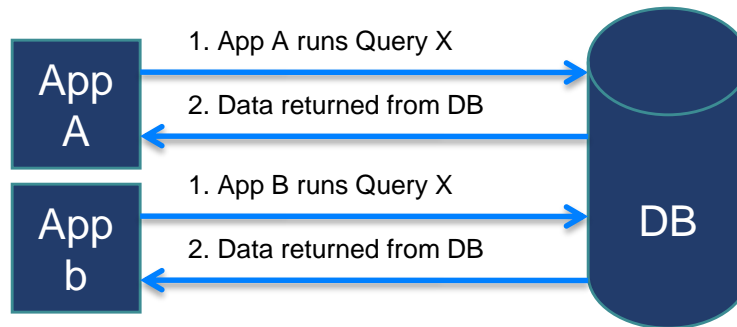 1. App A runs Query X
App
A
2. Data returned from DB
1. App B runs Query X
App
b
DB
2. Data returned from DB